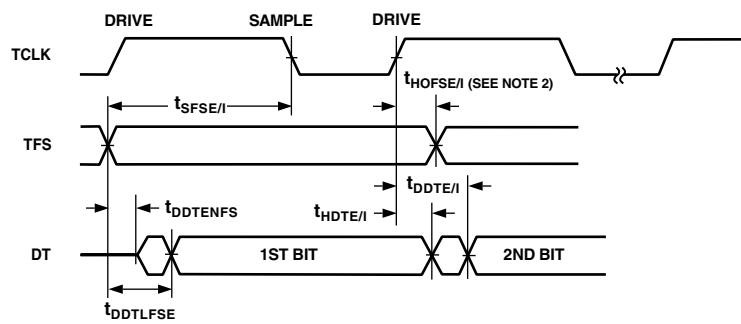 DRIVE SAMPLE DRIVE
TCLK
tHOFSE/I (SEE NOTE 2)
tSFSE/I
TFS
tDDTE/I
tDDTENFS
tHDTE/I
DT
1ST BIT
2ND BIT
tDDTLFSE